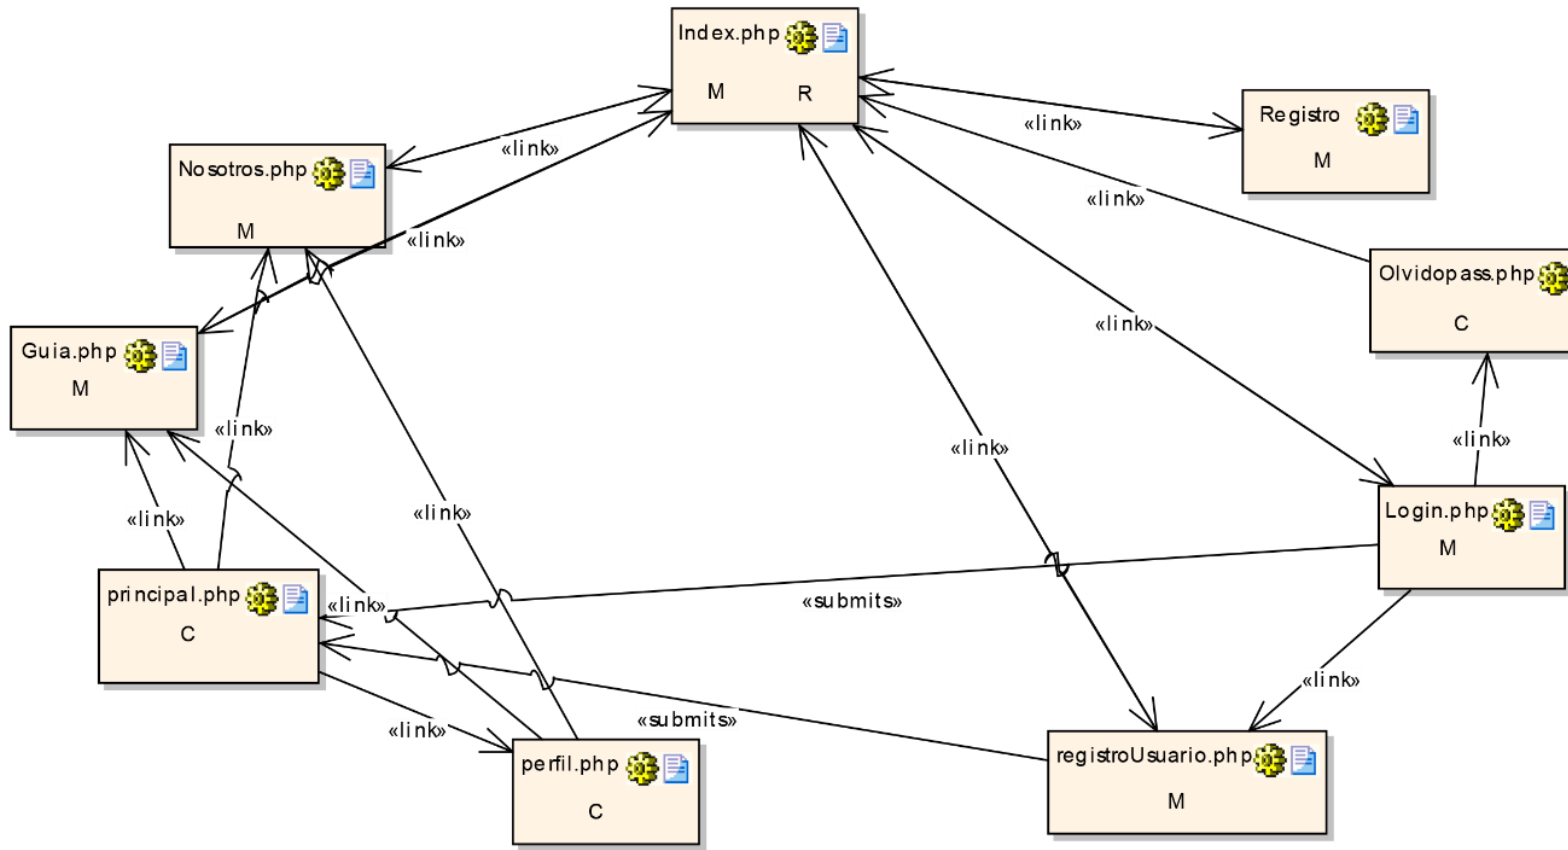 Index.php
M R
Registro
M
«link»
Nosotros.php
M
«link»
«link»
«link»
Olvidopass.php
C
Guia.php
M
«link»
«link»
«link»
«link»
Login.php
M
«link»
«link»
principal.php
C
«link»
«submits»
«link»
«submits»
«link»
perfil.php
C
registroUsuario.php
M